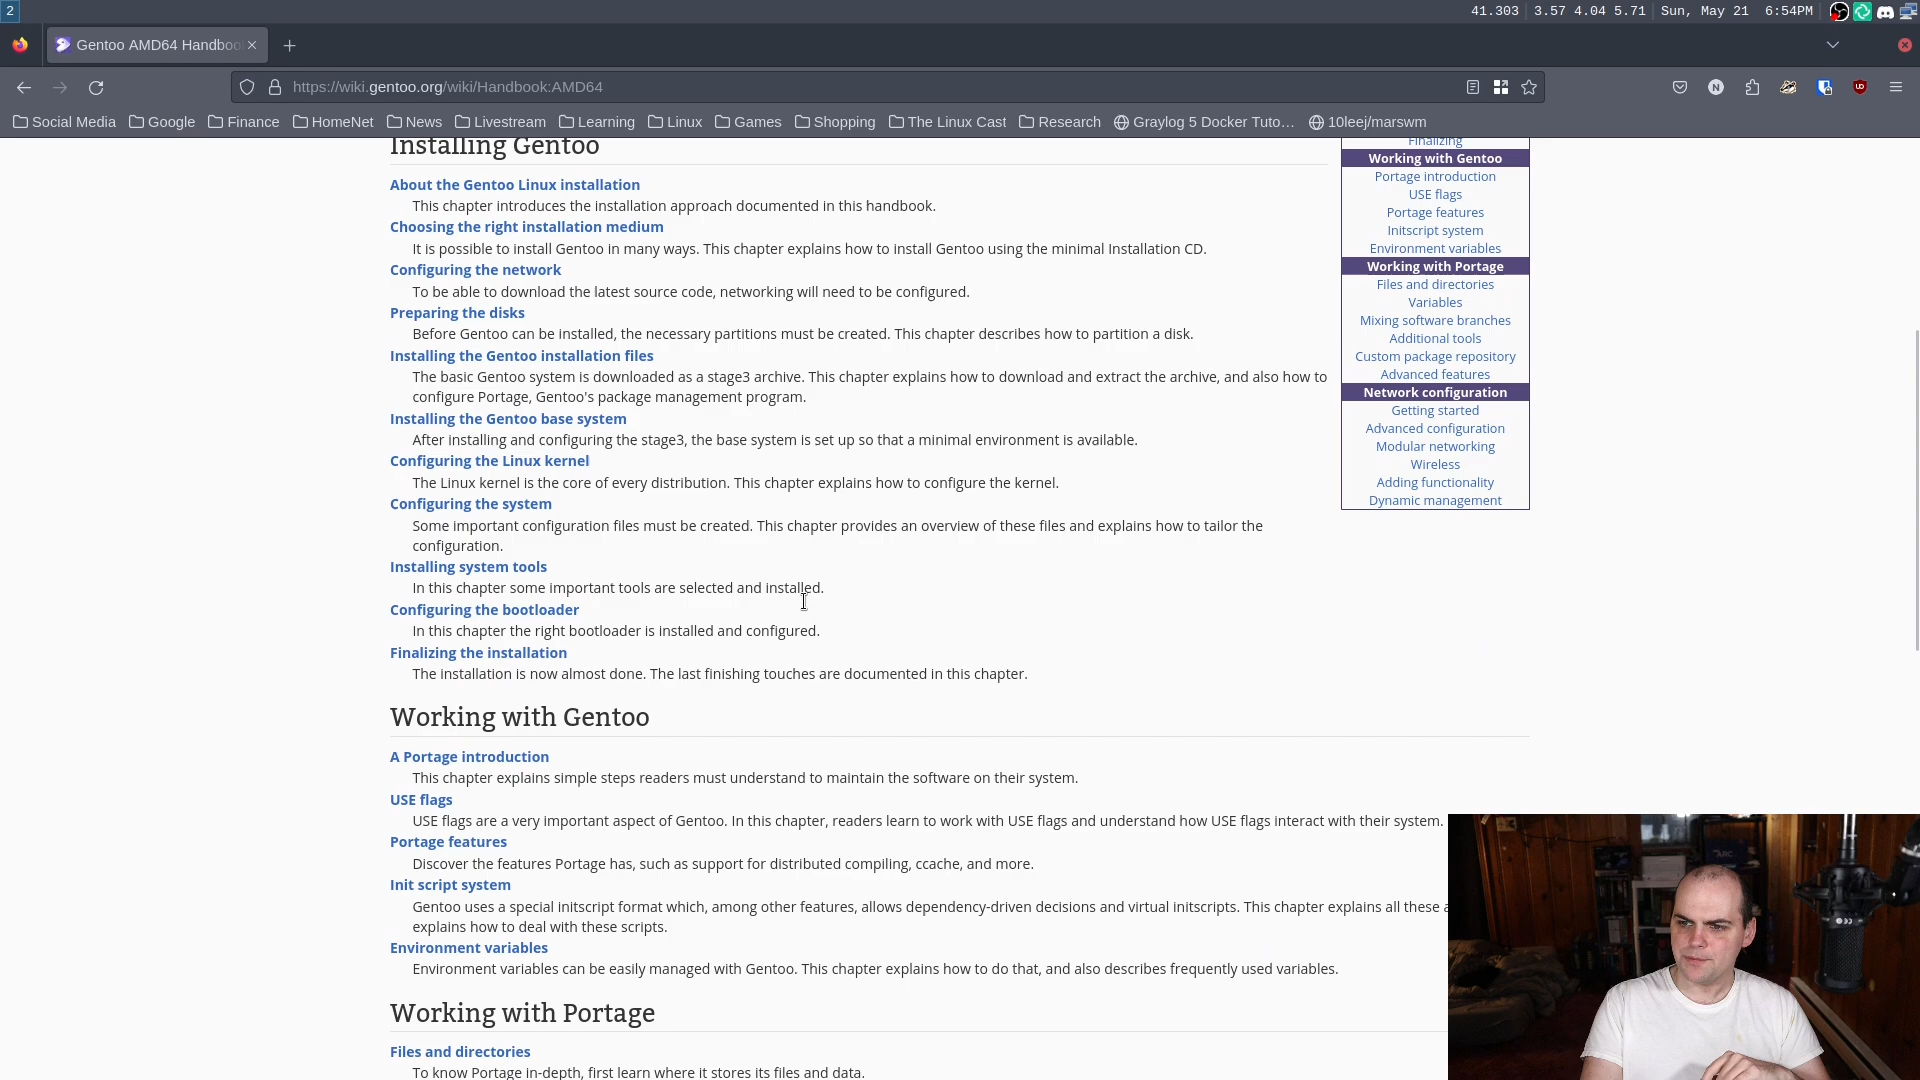 2
41.303 3.57 4.04 5.71 Sun, May 21 6:54PM
Gentoo AMD64 Handboo
https://wiki.gentoo.org/wiki/Handbook:AMD64
N
UD
Social Media Google Finance HomeNet News Livestream Learning Linux Games Shopping The Linux Cast Research Graylog 5 Docker Tuto… 10leej/marswm
Installing Gentoo
About the Gentoo Linux installation
This chapter introduces the installation approach documented in this handbook.
Choosing the right installation medium
It is possible to install Gentoo in many ways. This chapter explains how to install Gentoo using the minimal Installation CD.
Configuring the network
To be able to download the latest source code, networking will need to be configured.
Preparing the disks
Before Gentoo can be installed, the necessary partitions must be created. This chapter describes how to partition a disk.
Installing the Gentoo installation files
The basic Gentoo system is downloaded as a stage3 archive. This chapter explains how to download and extract the archive, and also how to
configure Portage, Gentoo's package management program.
Installing the Gentoo base system
After installing and configuring the stage3, the base system is set up so that a minimal environment is available.
Configuring the Linux kernel
The Linux kernel is the core of every distribution. This chapter explains how to configure the kernel.
Configuring the system
Some important configuration files must be created. This chapter provides an overview of these files and explains how to tailor the
configuration.
Installing system tools
In this chapter some important tools are selected and installed.
Configuring the bootloader
In this chapter the right bootloader is installed and configured.
Finalizing the installation
The installation is now almost done. The last finishing touches are documented in this chapter.
Finalizing
Working with Gentoo
Portage introduction
USE flags
Portage features
Initscript system
Environment variables
Working with Portage
Files and directories
Variables
Mixing software branches
Additional tools
Custom package repository
Advanced features
Network configuration
Getting started
Advanced configuration
Modular networking
Wireless
Adding functionality
Dynamic management
Working with Gentoo
A Portage introduction
This chapter explains simple steps readers must understand to maintain the software on their system.
USE flags
USE flags are a very important aspect of Gentoo. In this chapter, readers learn to work with USE flags and understand how USE flags interact with their system.
Portage features
Discover the features Portage has, such as support for distributed compiling, ccache, and more.
Init script system
Gentoo uses a special initscript format which, among other features, allows dependency-driven decisions and virtual initscripts. This chapter explains all these a
explains how to deal with these scripts.
Environment variables
Environment variables can be easily managed with Gentoo. This chapter explains how to do that, and also describes frequently used variables.
Working with Portage
Files and directories
To know Portage in-depth, first learn where it stores its files and data.